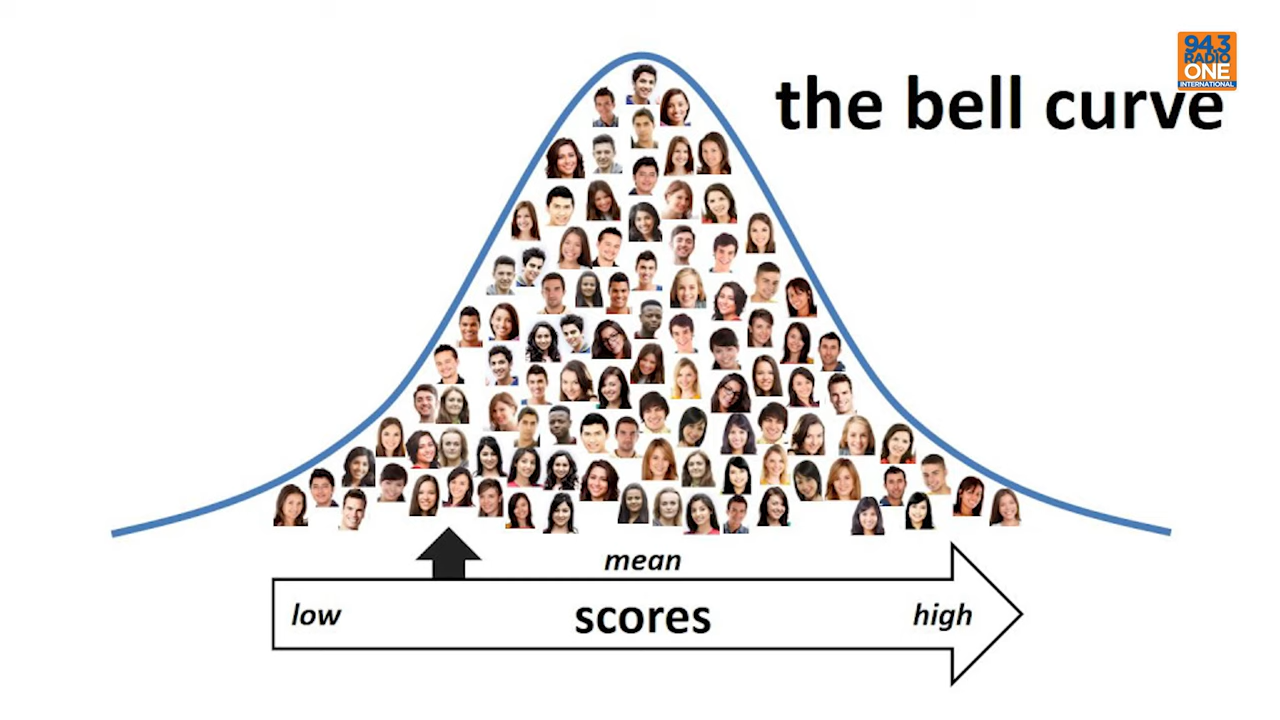 94.3
RADIO
ONE
INTERNATIONAL
the bell curve
mean
low
scores
high